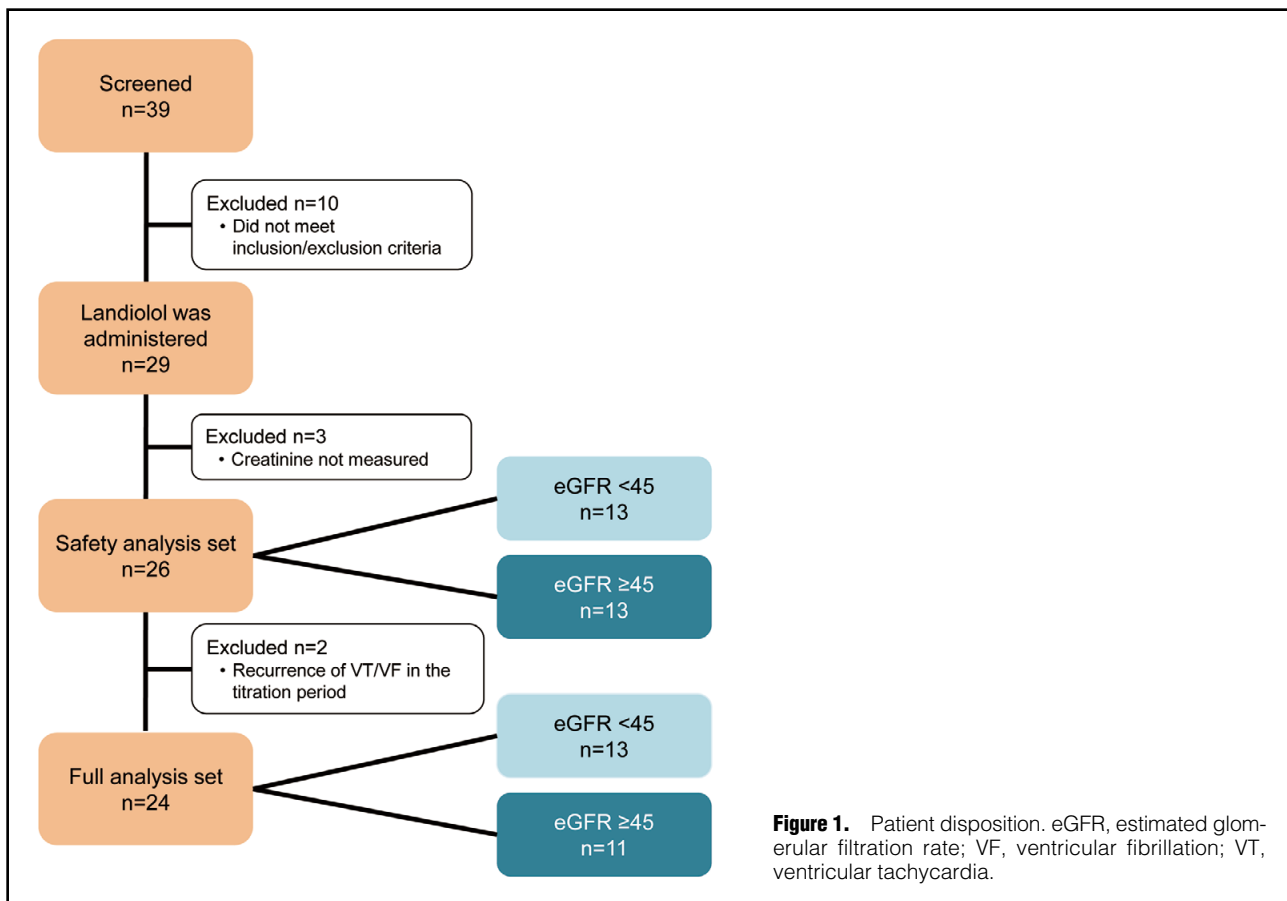 Screened
n=39
Excluded n=10
• Did not meet
inclusion/exclusion criteria
Landiolol was
administered
n=29
Excluded n=3
• Creatinine not measured
Safety analysis set
n=26
eGFR <45
n=13
eGFR ≥45
n=13
Excluded n=2
• Recurrence of VT/VF in the
titration period
Full analysis set
n=24
eGFR <45
n=13
eGFR ≥45
n=11
Figure 1. Patient disposition. eGFR, estimated glom-
erular filtration rate; VF, ventricular fibrillation; VT,
ventricular tachycardia.